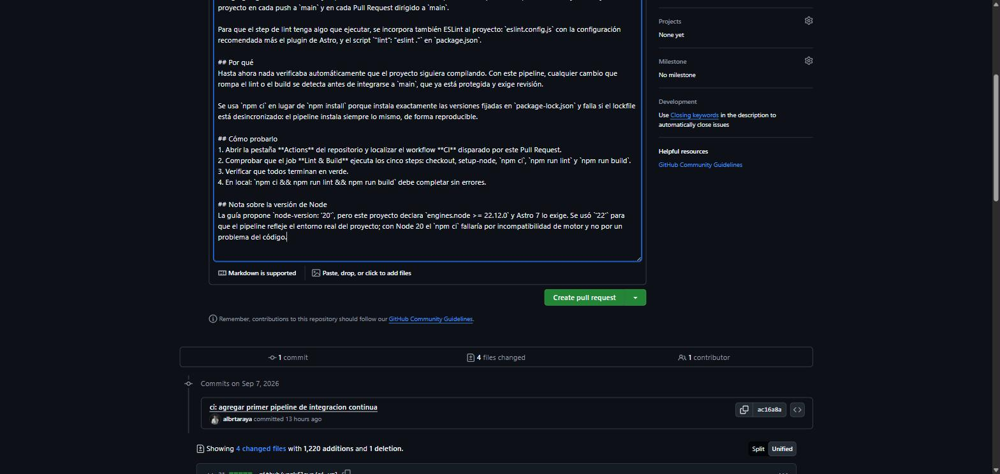 proyecto en cada push a `main` y en cada Pull Request dirigido a `main`.
Projects
None yet
Para que el step de lint tenga algo que ejecutar, se incorpora también ESLint al proyecto: `eslint.config.js` con la configuración
recomendada más el plugin de Astro, y el script `"lint": "eslint ."` en `package.json`.
Milestone
No milestone
## Por qué
Hasta ahora nada verificaba automáticamente que el proyecto siguiera compilando. Con este pipeline, cualquier cambio que
rompa el lint o el build se detecta antes de integrarse a `main`, que ya está protegida y exige revisión.
Development
Use Closing keywords in the description to
automatically close issues
Se usa `npm ci` en lugar de `npm install` porque instala exactamente las versiones fijadas en `package-lock.json` y falla si el lockfile
está desincronizado: el pipeline instala siempre lo mismo, de forma reproducible.
Helpful resources
GitHub Community Guidelines
## Cómo probarlo
1. Abrir la pestaña **Actions** del repositorio y localizar el workflow **CI** disparado por este Pull Request.
2. Comprobar que el job **Lint & Build** ejecuta los cinco steps: checkout, setup-node, `npm ci`, `npm run lint` y `npm run build`.
3. Verificar que todos terminan en verde.
4. En local: `npm ci && npm run lint && npm run build` debe completar sin errores.
## Nota sobre la versión de Node
La guía propone `node-version: '20'`, pero este proyecto declara `engines.node >= 22.12.0` y Astro 7 lo exige. Se usó `'22'` para
que el pipeline refleje el entorno real del proyecto; con Node 20 el `npm ci` fallaría por incompatibilidad de motor y no por un
problema del código.
Markdown is supported
Paste, drop, or click to add files
Create pull request
Remember, contributions to this repository should follow our GitHub Community Guidelines.
1 commit
4 files changed
1 contributor
Commits on Sep 7, 2026
ci: agregar primer pipeline de integracion continua
albrtaraya committed 13 hours ago
ac16a8a
Showing 4 changed files with 1,220 additions and 1 deletion.
Split
Unified